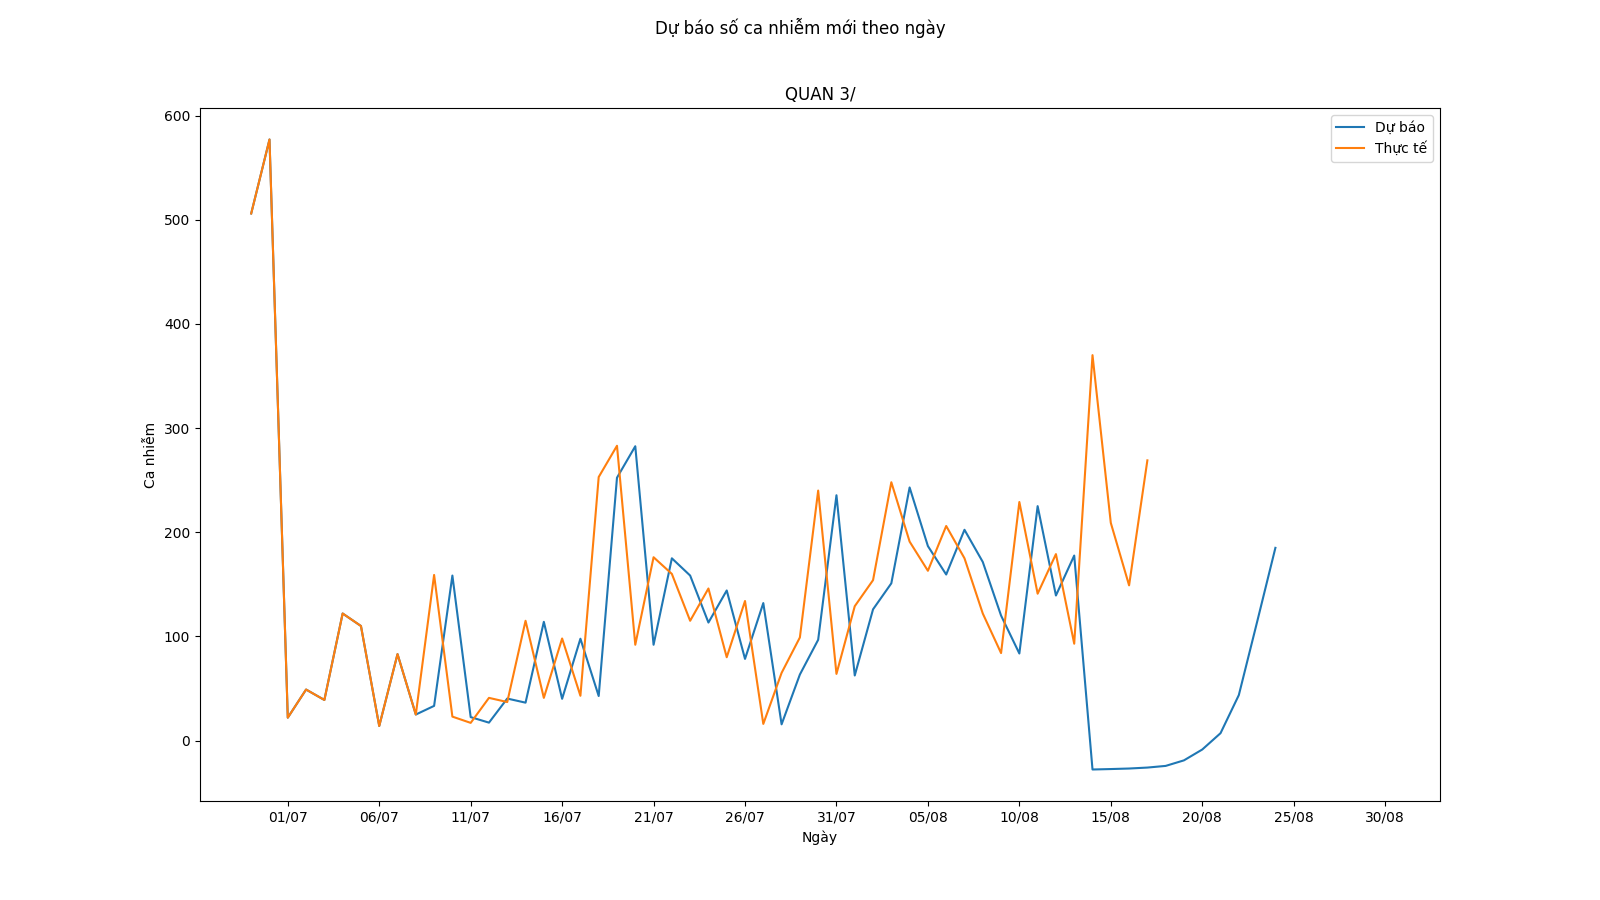 Dự báo số ca nhiễm mới theo ngày
QUAN 3/
Dự báo
Thực tế
600
500
400
300
200
100
0
Ca nhiễm
01/07 06/07 11/07 16/07 21/07 26/07 31/07 05/08 10/08 15/08 20/08 25/08 30/08
Ngày